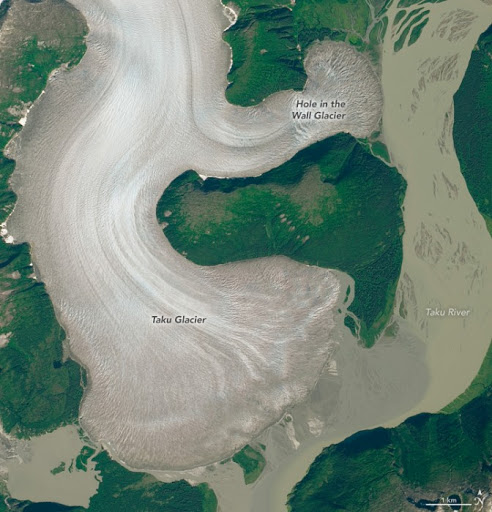 Hole in the
Wall Glacier
Taku Glacier
Taku River
1 km
N